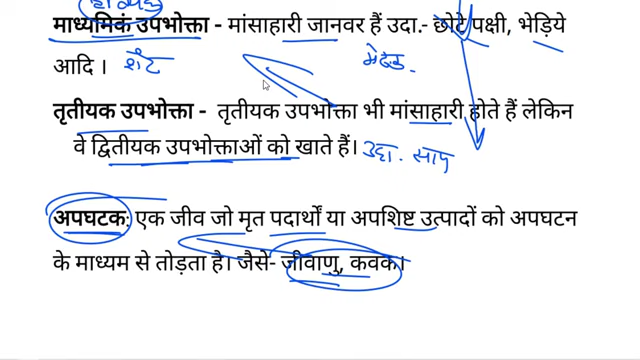 माध्यमिक उपभोक्ता - मांसाहारी जानवर हैं उदा.- छोटे पक्षी, भेड़िये
आदि । मेढक.
तृतीयक उपभोक्ता - तृतीयक उपभोक्ता भी मांसाहारी होते हैं लेकिन
वे द्वितीयक उपभोक्ताओं को खाते हैं। उदा. साप
अपघटक: एक जीव जो मृत पदार्थों या अपशिष्ट उत्पादों को अपघटन
के माध्यम से तोड़ता है। जैसे- जीवाणु, कवक।